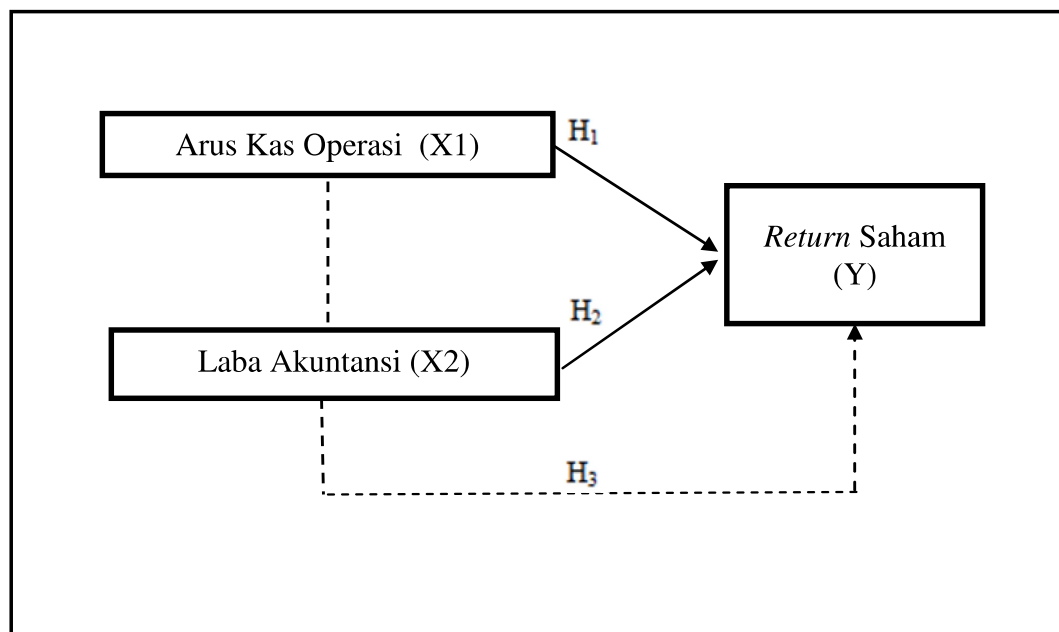 Arus Kas Operasi (X1)
H₁
Return Saham
(Y)
H₂
Laba Akuntansi (X2)
H₃